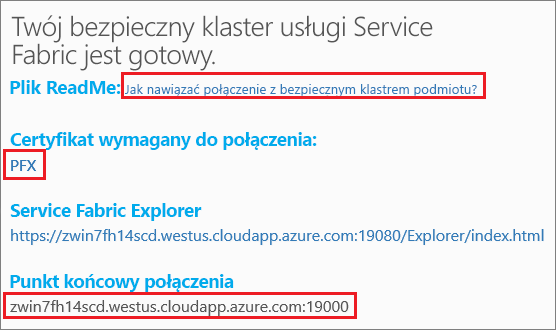 Twój bezpieczny klaster usługi Service
Fabric jest gotowy.
Plik ReadMe: Jak nawiązać połączenie z bezpiecznym klastrem podmiotu?
Certyfikat wymagany do połączenia:
PFX
Service Fabric Explorer
https://zwin7fh14scd.westus.cloudapp.azure.com:19080/Explorer/index.html
Punkt końcowy połączenia
zwin7fh14scd.westus.cloudapp.azure.com:19000